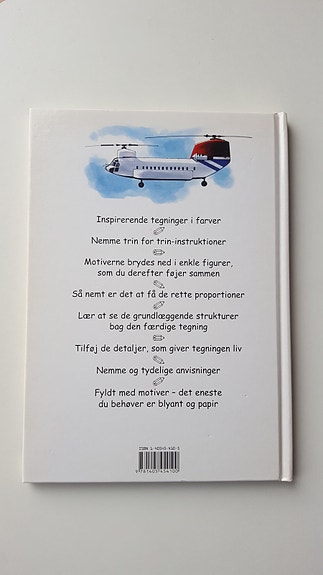 Inspirerende tegninger i farver
Nemme trin for trin-instruktioner
Motiverne brydes ned i enkle figurer,
som du derefter føjer sammen
Så nemt er det at få de rette proportioner
Lær at se de grundlæggende strukturer
bag den færdige tegning
Tilføj de detaljer, som giver tegningen liv
Nemme og tydelige anvisninger
Fyldt med motiver – det eneste
du behøver er blyant og papir
9 781405 454100